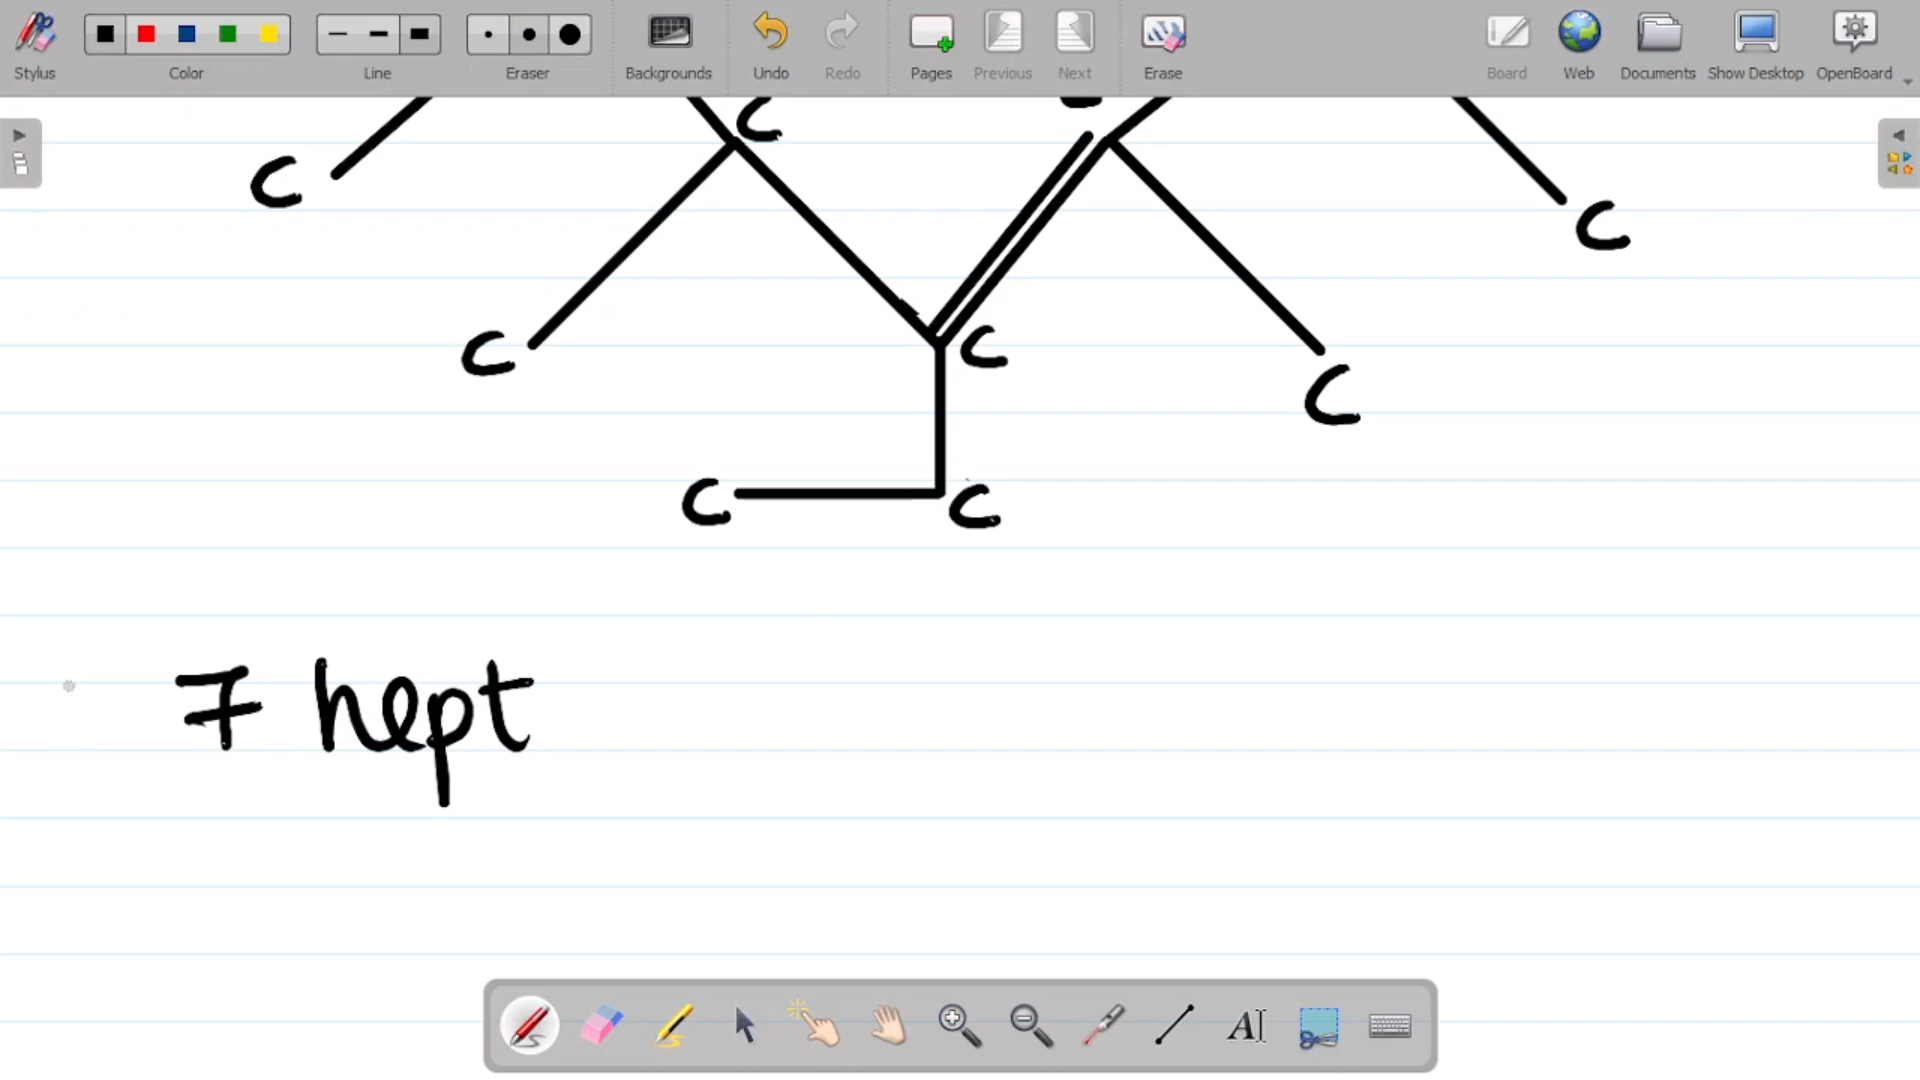 Stylus Color Line Eraser Backgrounds Undo Redo Pages Previous Next Erase Board Web Documents Show Desktop OpenBoard
C
C
C
C
C
C
C
C C
7 hept
A